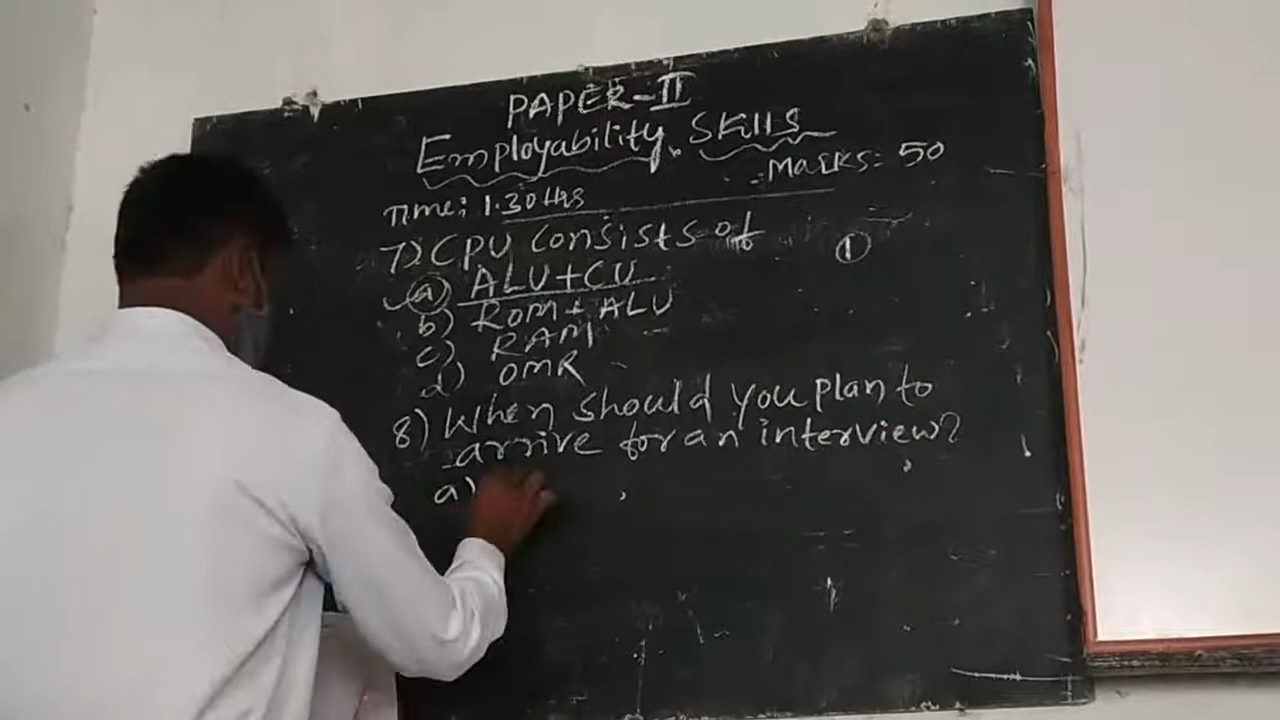 PAPER-II
Employability Skills
Marks: 50
Time: 1.30 Hrs
7) CPU consists of ①
a) ALU+CU
b) ROM+ALU
c) RAM
d) OMR
8) When should you plan to
arrive for an interview?
a)